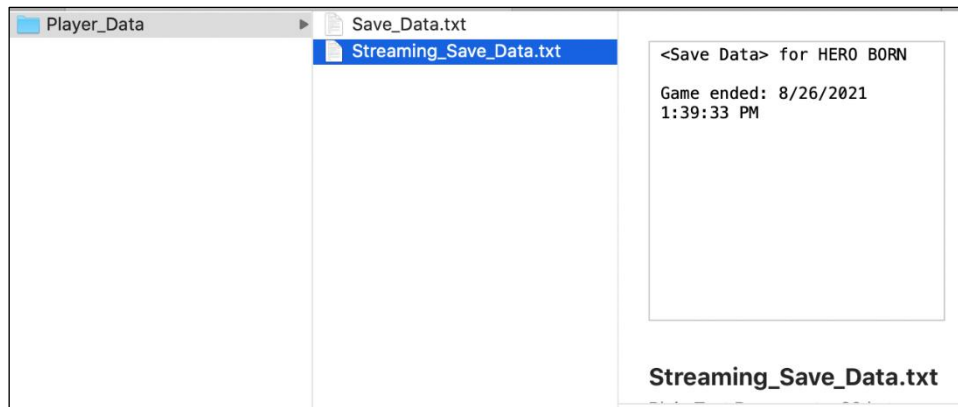 Player_Data
Save_Data.txt
Streaming_Save_Data.txt
<Save Data> for HERO BORN
Game ended: 8/26/2021
1:39:33 PM
Streaming_Save_Data.txt